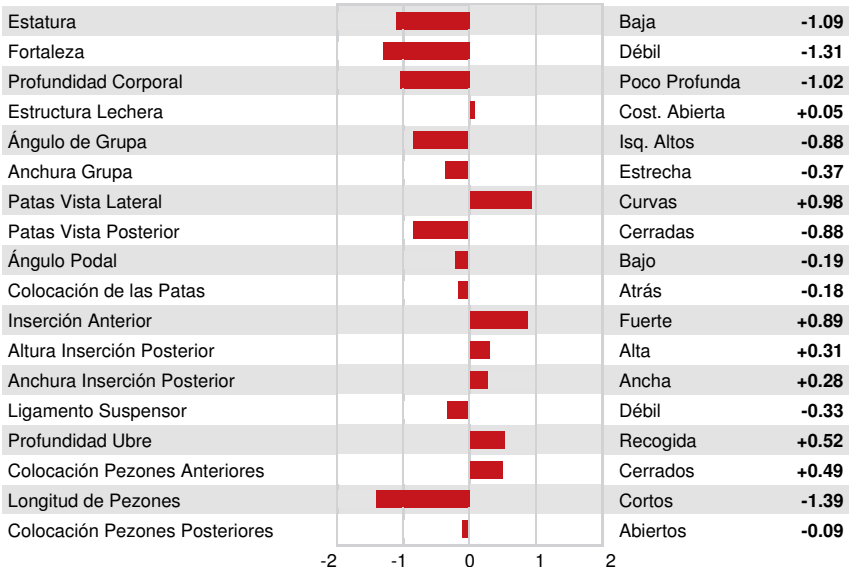 Estatura Baja -1.09
Fortaleza Débil -1.31
Profundidad Corporal Poco Profunda -1.02
Estructura Lechera Cost. Abierta +0.05
Ángulo de Grupa Isq. Altos -0.88
Anchura Grupa Estrecha -0.37
Patas Vista Lateral Curvas +0.98
Patas Vista Posterior Cerradas -0.88
Ángulo Podal Bajo -0.19
Colocación de las Patas Atrás -0.18
Inserción Anterior Fuerte +0.89
Altura Inserción Posterior Alta +0.31
Anchura Inserción Posterior Ancha +0.28
Ligamento Suspensor Débil -0.33
Profundidad Ubre Recogida +0.52
Colocación Pezones Anteriores Cerrados +0.49
Longitud de Pezones Cortos -1.39
Colocación Pezones Posteriores Abiertos -0.09
-2 -1 0 1 2